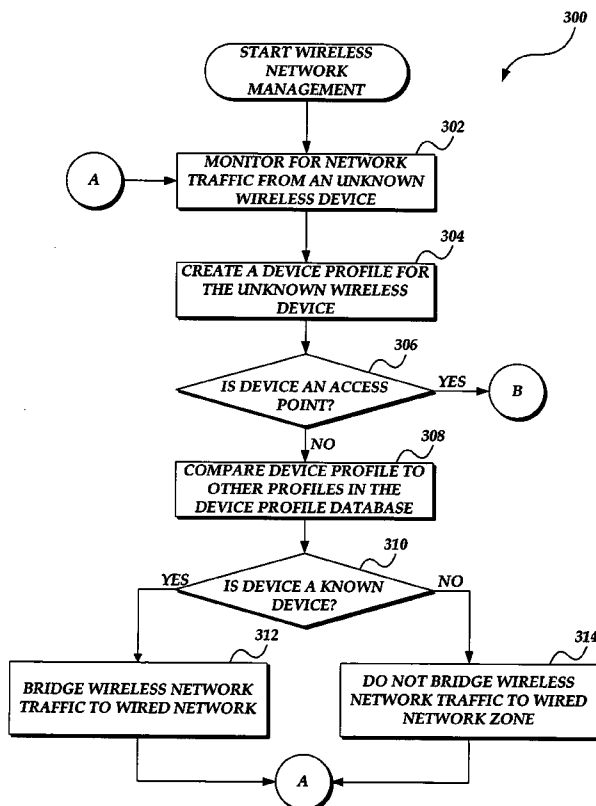 300
START WIRELESS
NETWORK
MANAGEMENT
302
A
MONITOR FOR NETWORK
TRAFFIC FROM AN UNKNOWN
WIRELESS DEVICE
304
CREATE A DEVICE PROFILE FOR
THE UNKNOWN WIRELESS
DEVICE
306
IS DEVICE AN ACCESS
POINT?
YES
B
NO
308
COMPARE DEVICE PROFILE TO
OTHER PROFILES IN THE
DEVICE PROFILE DATABASE
310
IS DEVICE A KNOWN
DEVICE?
YES
NO
312
BRIDGE WIRELESS NETWORK
TRAFFIC TO WIRED NETWORK
314
DO NOT BRIDGE WIRELESS
NETWORK TRAFFIC TO WIRED
NETWORK ZONE
A